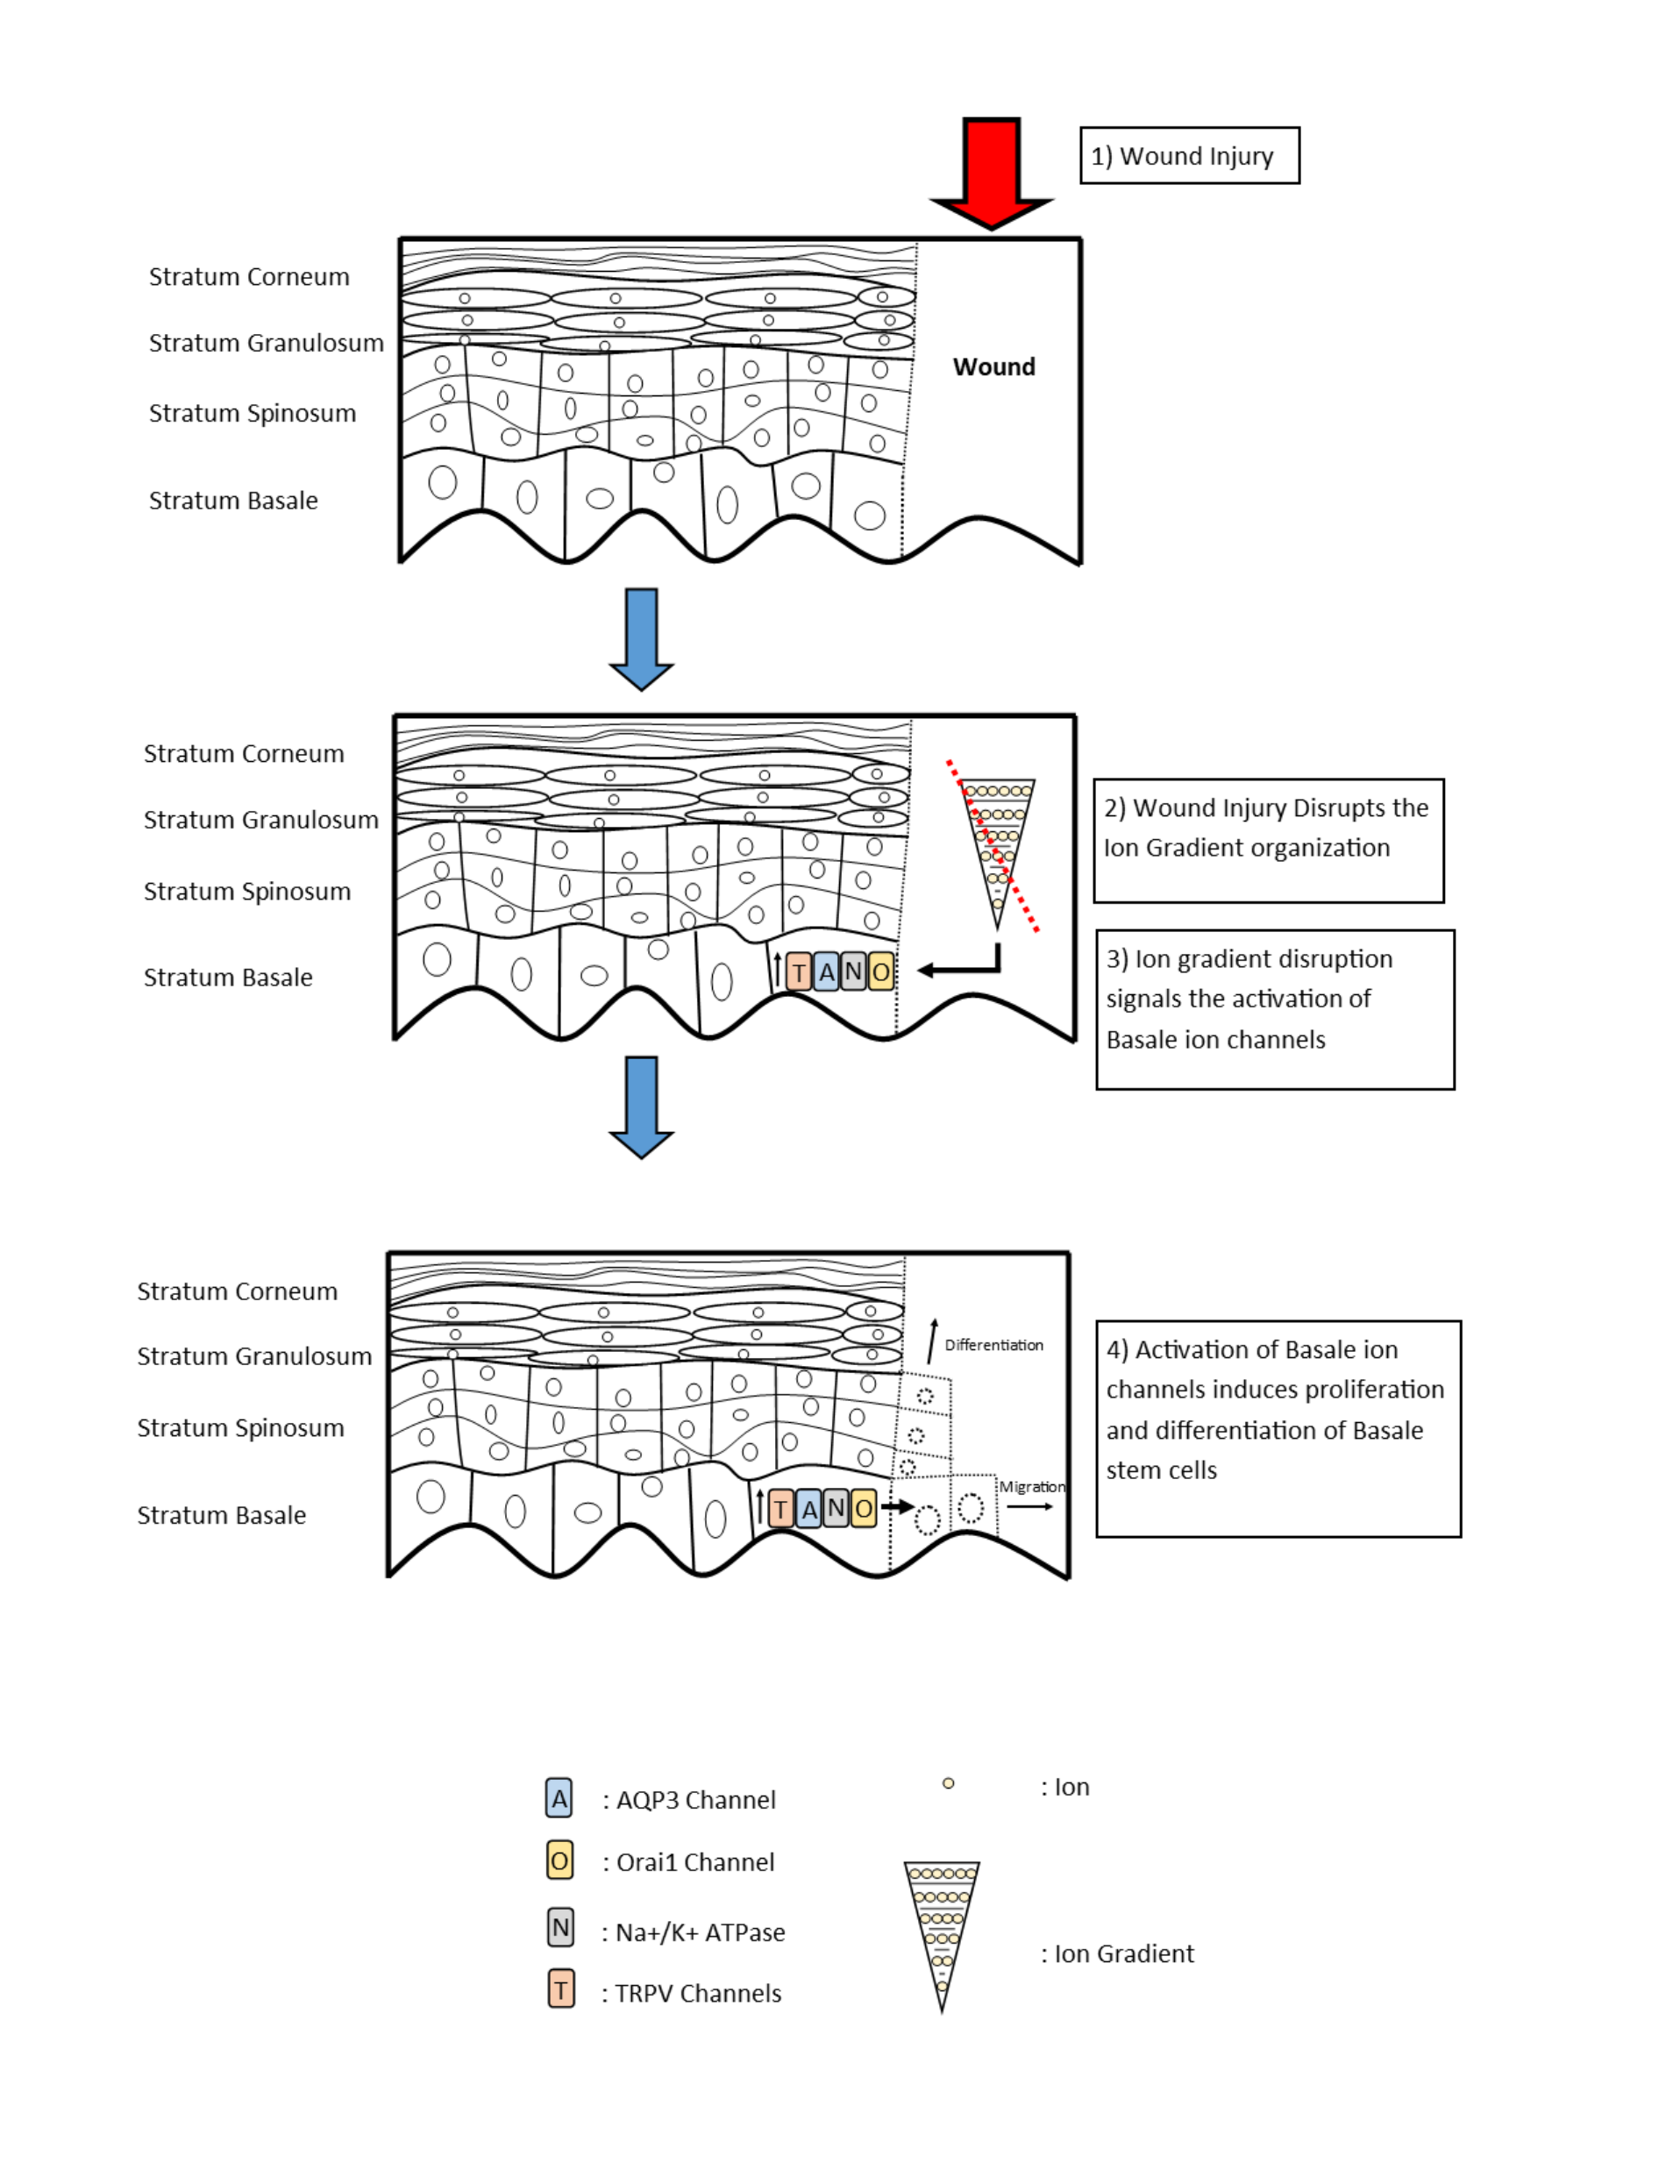 1) Wound Injury
Stratum Corneum
Stratum Granulosum
Wound
Stratum Spinosum
Stratum Basale
Stratum Corneum
Stratum Granulosum
Stratum Spinosum
Stratum Basale
T A N O
2) Wound Injury Disrupts the
Ion Gradient organization
3) Ion gradient disruption
signals the activation of
Basale ion channels
Stratum Corneum
Stratum Granulosum
Stratum Spinosum
Stratum Basale
Differentiation
T A N O
Migration
4) Activation of Basale ion
channels induces proliferation
and differentiation of Basale
stem cells
A : AQP3 Channel
O : Orai1 Channel
N : Na+/K+ ATPase
T : TRPV Channels
: Ion
: Ion Gradient